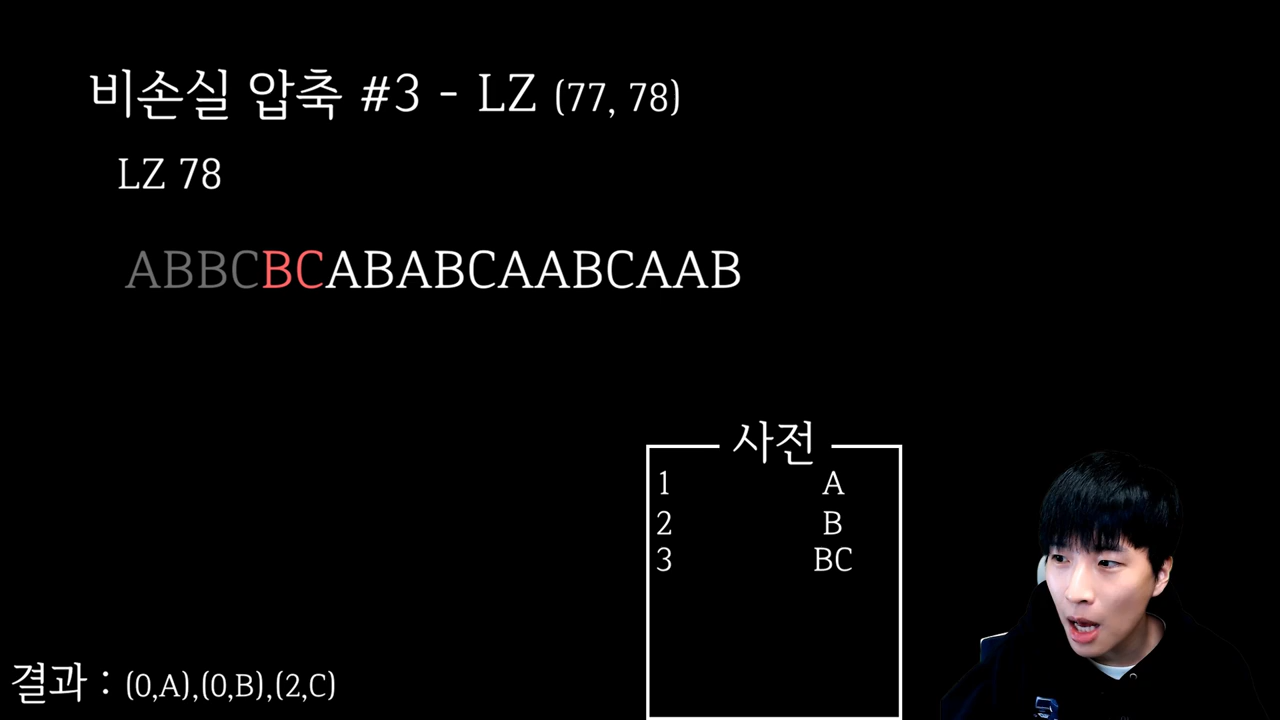 비손실 압축 #3 - LZ (77, 78)
LZ 78
ABBCBCABABCAABCAAB
사전
1 A
2 B
3 BC
결과 : (0,A),(0,B),(2,C)